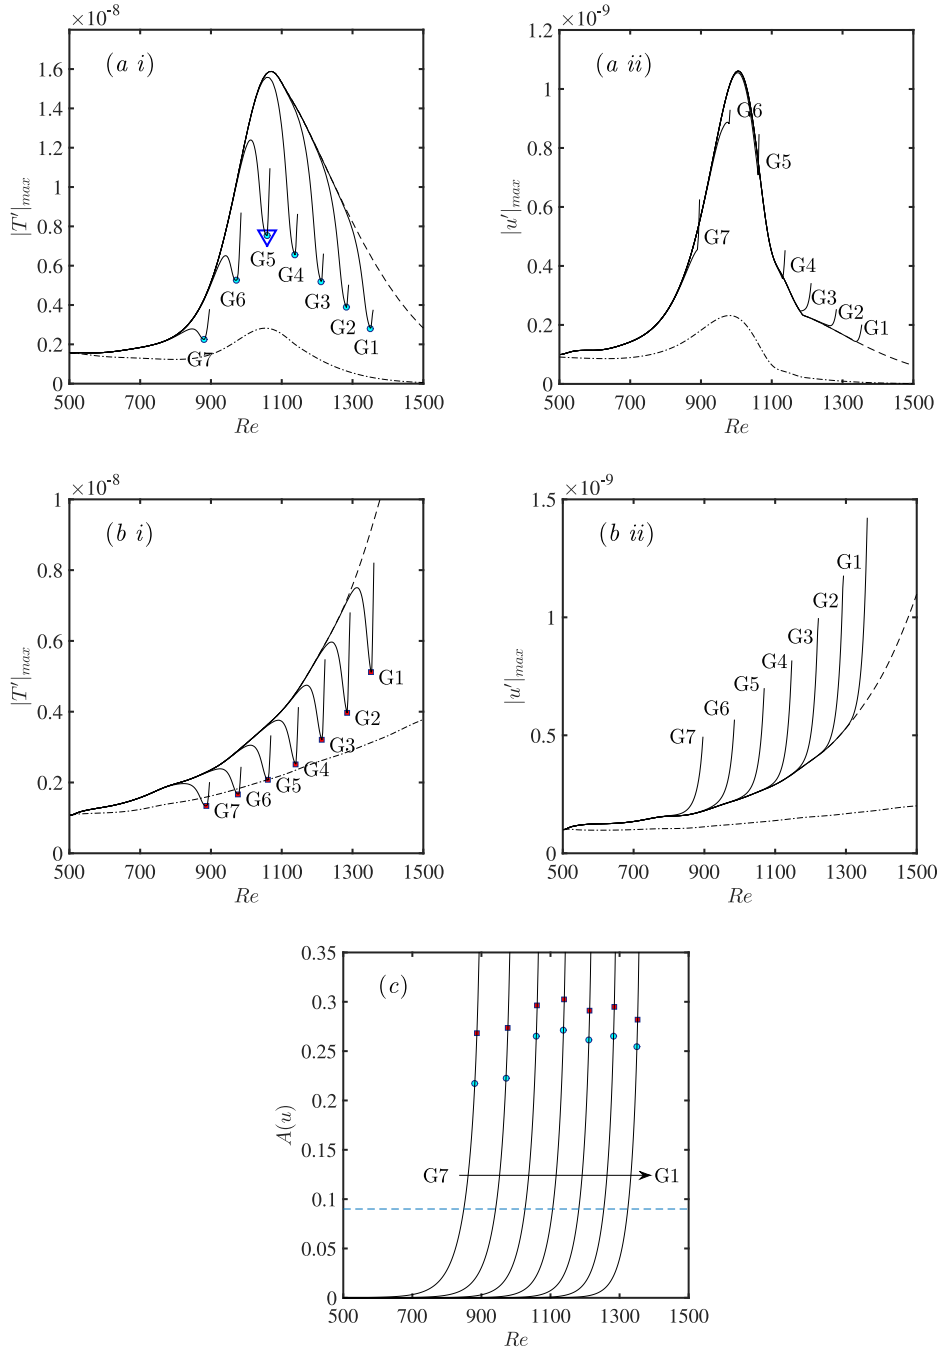 ×10⁻⁸
(a i)
|T′|ₘₐₓ
1.6
1.4
1.2
1
0.8
0.6
0.4
0.2
0
G7
G6
G5
G4
G3
G2
G1
500 700 900 1100 1300 1500
Re
×10⁻⁹
(a ii)
|u′|ₘₐₓ
1.2
1
0.8
0.6
0.4
0.2
0
G7
G6
G5
G4
G3
G2
G1
500 700 900 1100 1300 1500
Re
×10⁻⁸
(b i)
|T′|ₘₐₓ
1
0.8
0.6
0.4
0.2
0
G7
G6
G5
G4
G3
G2
G1
500 700 900 1100 1300 1500
Re
×10⁻⁹
(b ii)
|u′|ₘₐₓ
1.5
1
0.5
0
G7
G6
G5
G4
G3
G2
G1
500 700 900 1100 1300 1500
Re
(c)
A(u)
0.35
0.3
0.25
0.2
0.15
0.1
0.05
0
G7
G1
500 700 900 1100 1300 1500
Re